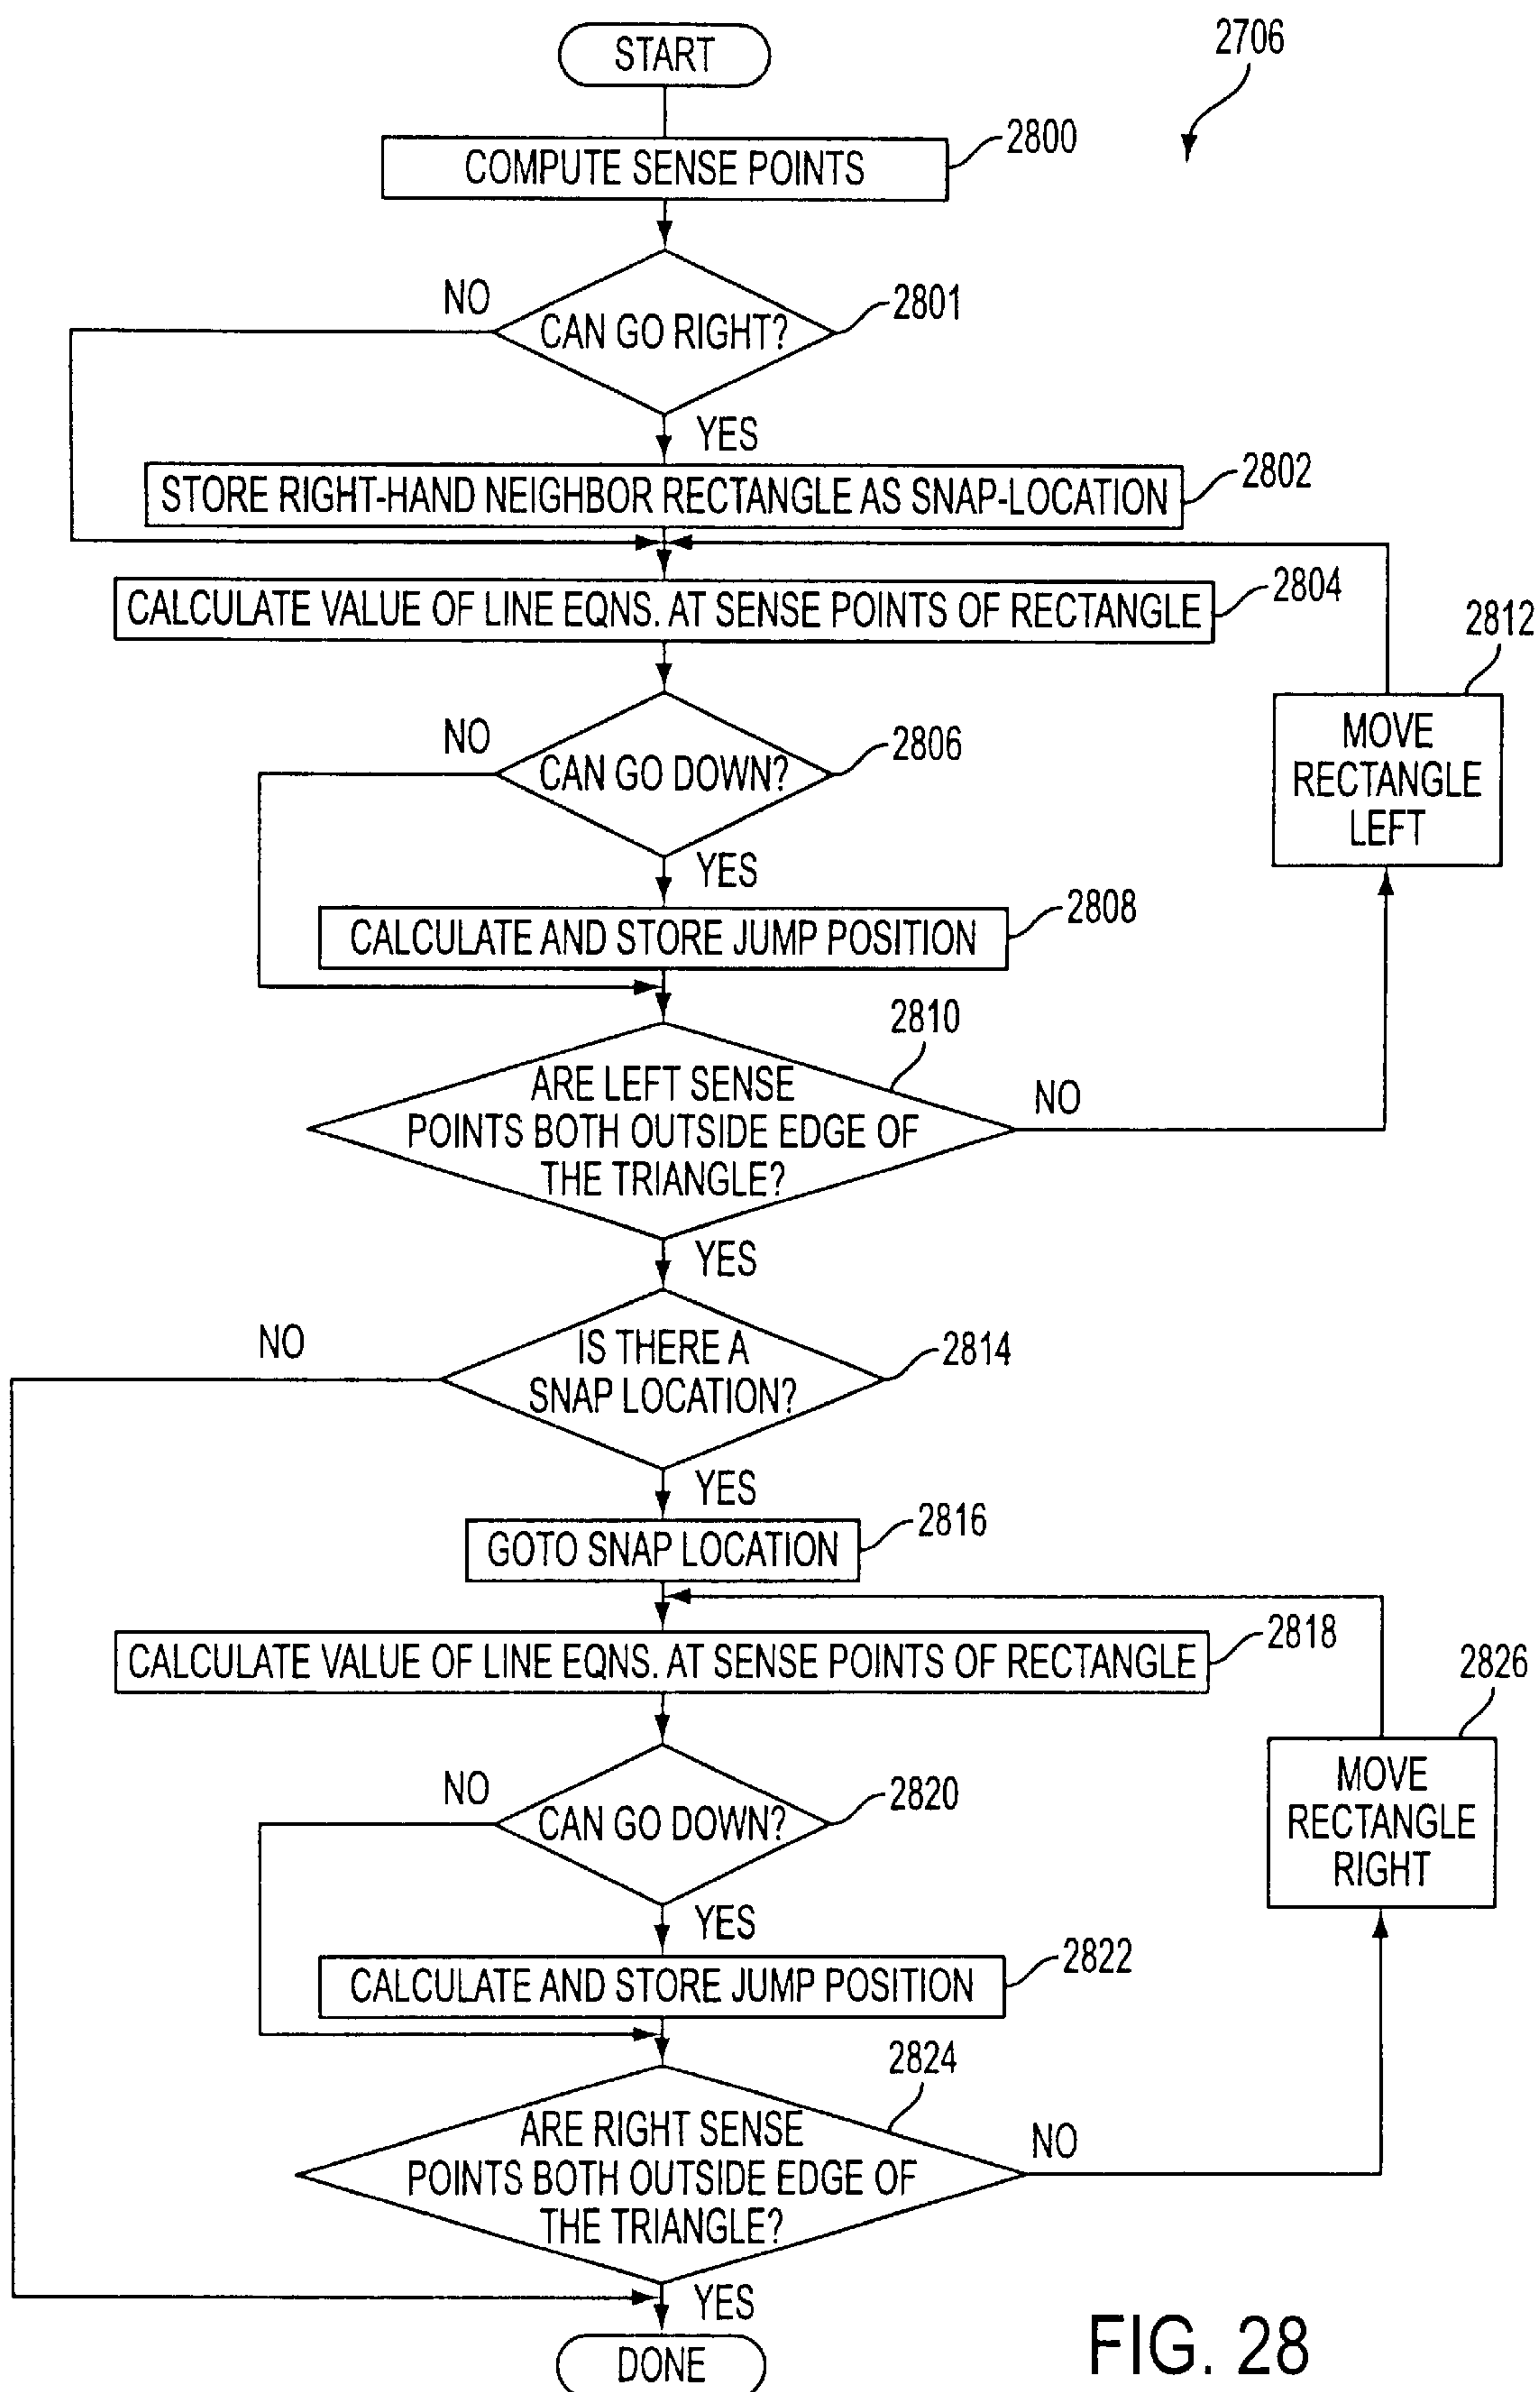 START
2706
COMPUTE SENSE POINTS
2800
NO
CAN GO RIGHT?
2801
YES
STORE RIGHT-HAND NEIGHBOR RECTANGLE AS SNAP-LOCATION
2802
CALCULATE VALUE OF LINE EQNS. AT SENSE POINTS OF RECTANGLE
2804
2812
MOVE
RECTANGLE
LEFT
NO
CAN GO DOWN?
2806
YES
CALCULATE AND STORE JUMP POSITION
2808
2810
ARE LEFT SENSE
POINTS BOTH OUTSIDE EDGE OF
THE TRIANGLE?
NO
YES
NO
IS THERE A
SNAP LOCATION?
2814
YES
GOTO SNAP LOCATION
2816
CALCULATE VALUE OF LINE EQNS. AT SENSE POINTS OF RECTANGLE
2818
2826
MOVE
RECTANGLE
RIGHT
NO
CAN GO DOWN?
2820
YES
CALCULATE AND STORE JUMP POSITION
2822
2824
ARE RIGHT SENSE
POINTS BOTH OUTSIDE EDGE OF
THE TRIANGLE?
NO
YES
DONE
FIG. 28